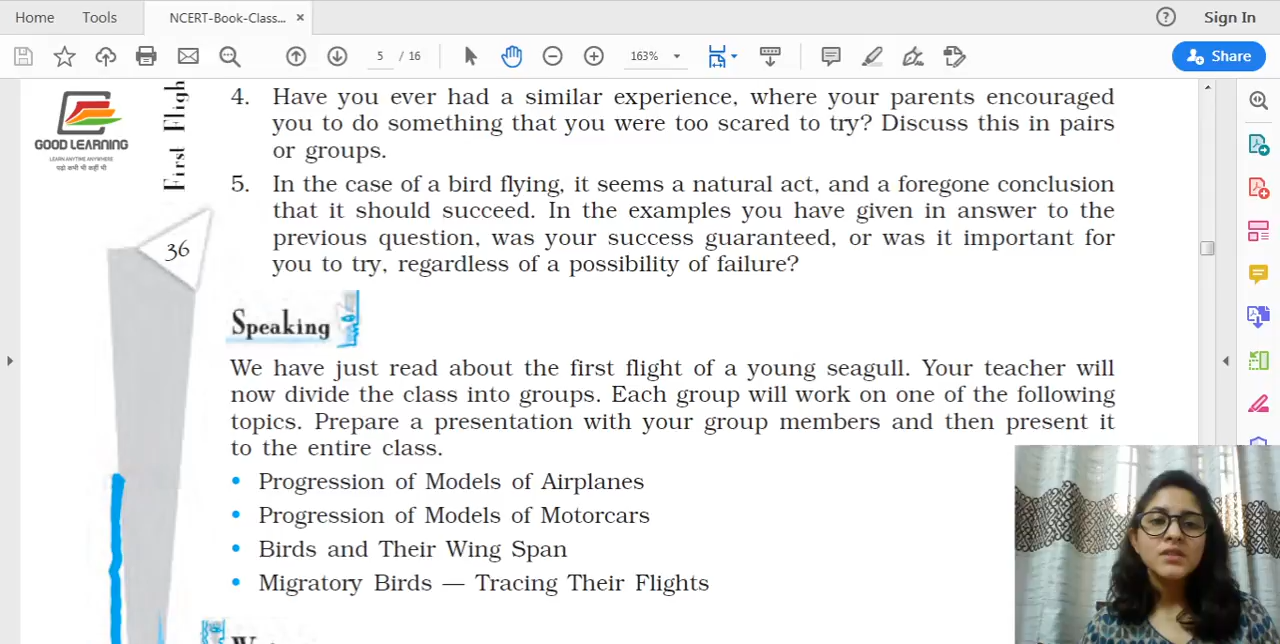 Home Tools NCERT-Book-Class... × Sign In
5 / 16 163% Share
GOOD LEARNING
LEARN ANYTIME ANYWHERE
पढ़ो कभी भी कहीं भी
First Fligh
36
4. Have you ever had a similar experience, where your parents encouraged
you to do something that you were too scared to try? Discuss this in pairs
or groups.
5. In the case of a bird flying, it seems a natural act, and a foregone conclusion
that it should succeed. In the examples you have given in answer to the
previous question, was your success guaranteed, or was it important for
you to try, regardless of a possibility of failure?
Speaking
We have just read about the first flight of a young seagull. Your teacher will
now divide the class into groups. Each group will work on one of the following
topics. Prepare a presentation with your group members and then present it
to the entire class.
• Progression of Models of Airplanes
• Progression of Models of Motorcars
• Birds and Their Wing Span
• Migratory Birds — Tracing Their Flights